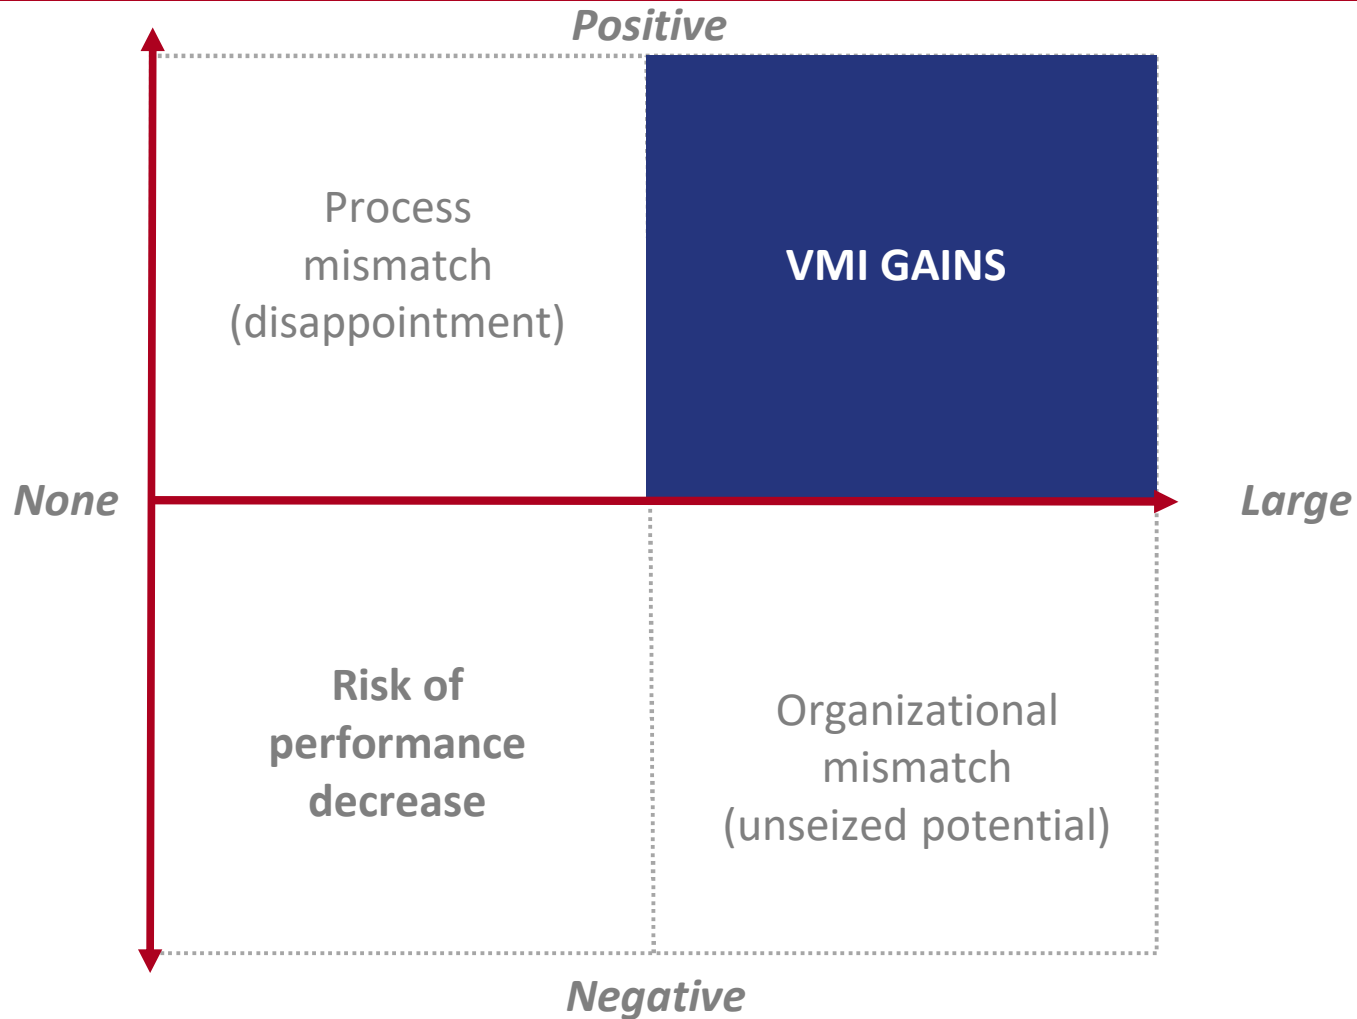 Positive
Process
mismatch
(disappointment)
VMI GAINS
None
Large
Risk of
performance
decrease
Organizational
mismatch
(unseized potential)
Negative